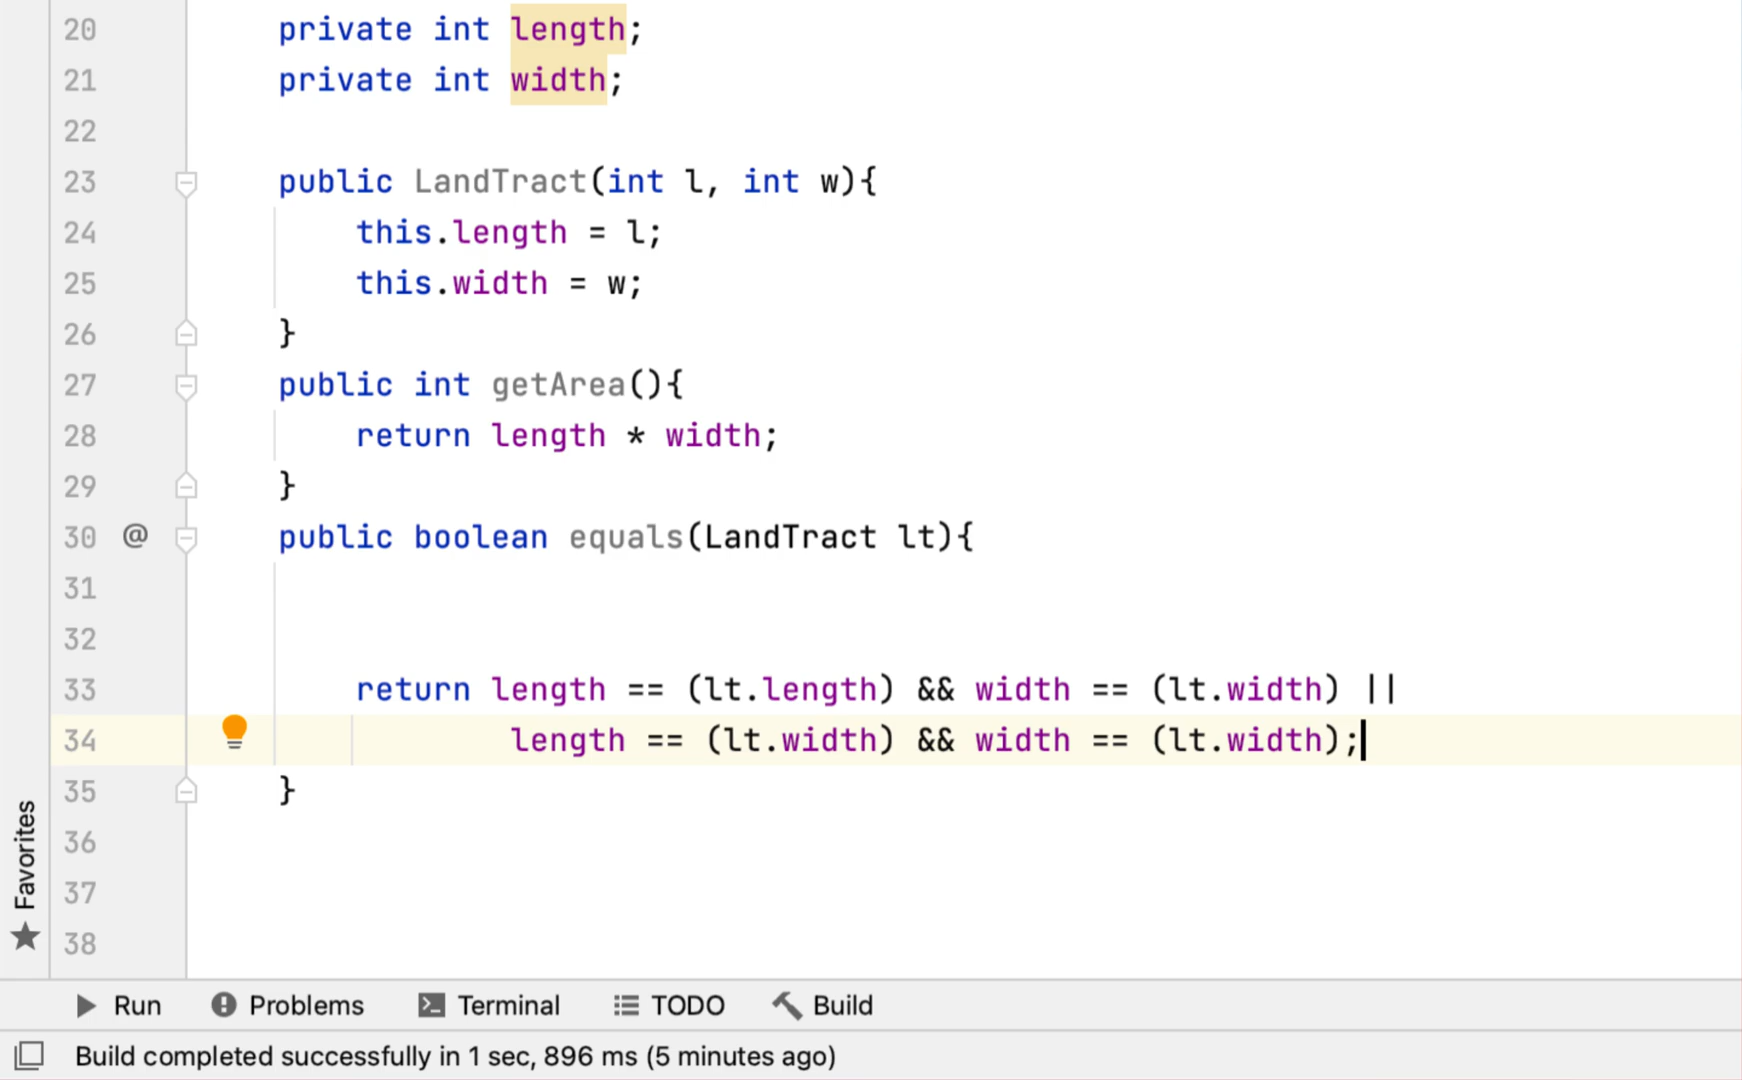 20 private int length;
21 private int width;
22
23 public LandTract(int l, int w){
24 this.length = l;
25 this.width = w;
26 }
27 public int getArea(){
28 return length * width;
29 }
30 @ public boolean equals(LandTract lt){
31
32
33 return length == (lt.length) && width == (lt.width) ||
34 length == (lt.width) && width == (lt.width);
35 }
36
37
38
Favorites
Run Problems Terminal TODO Build
Build completed successfully in 1 sec, 896 ms (5 minutes ago)